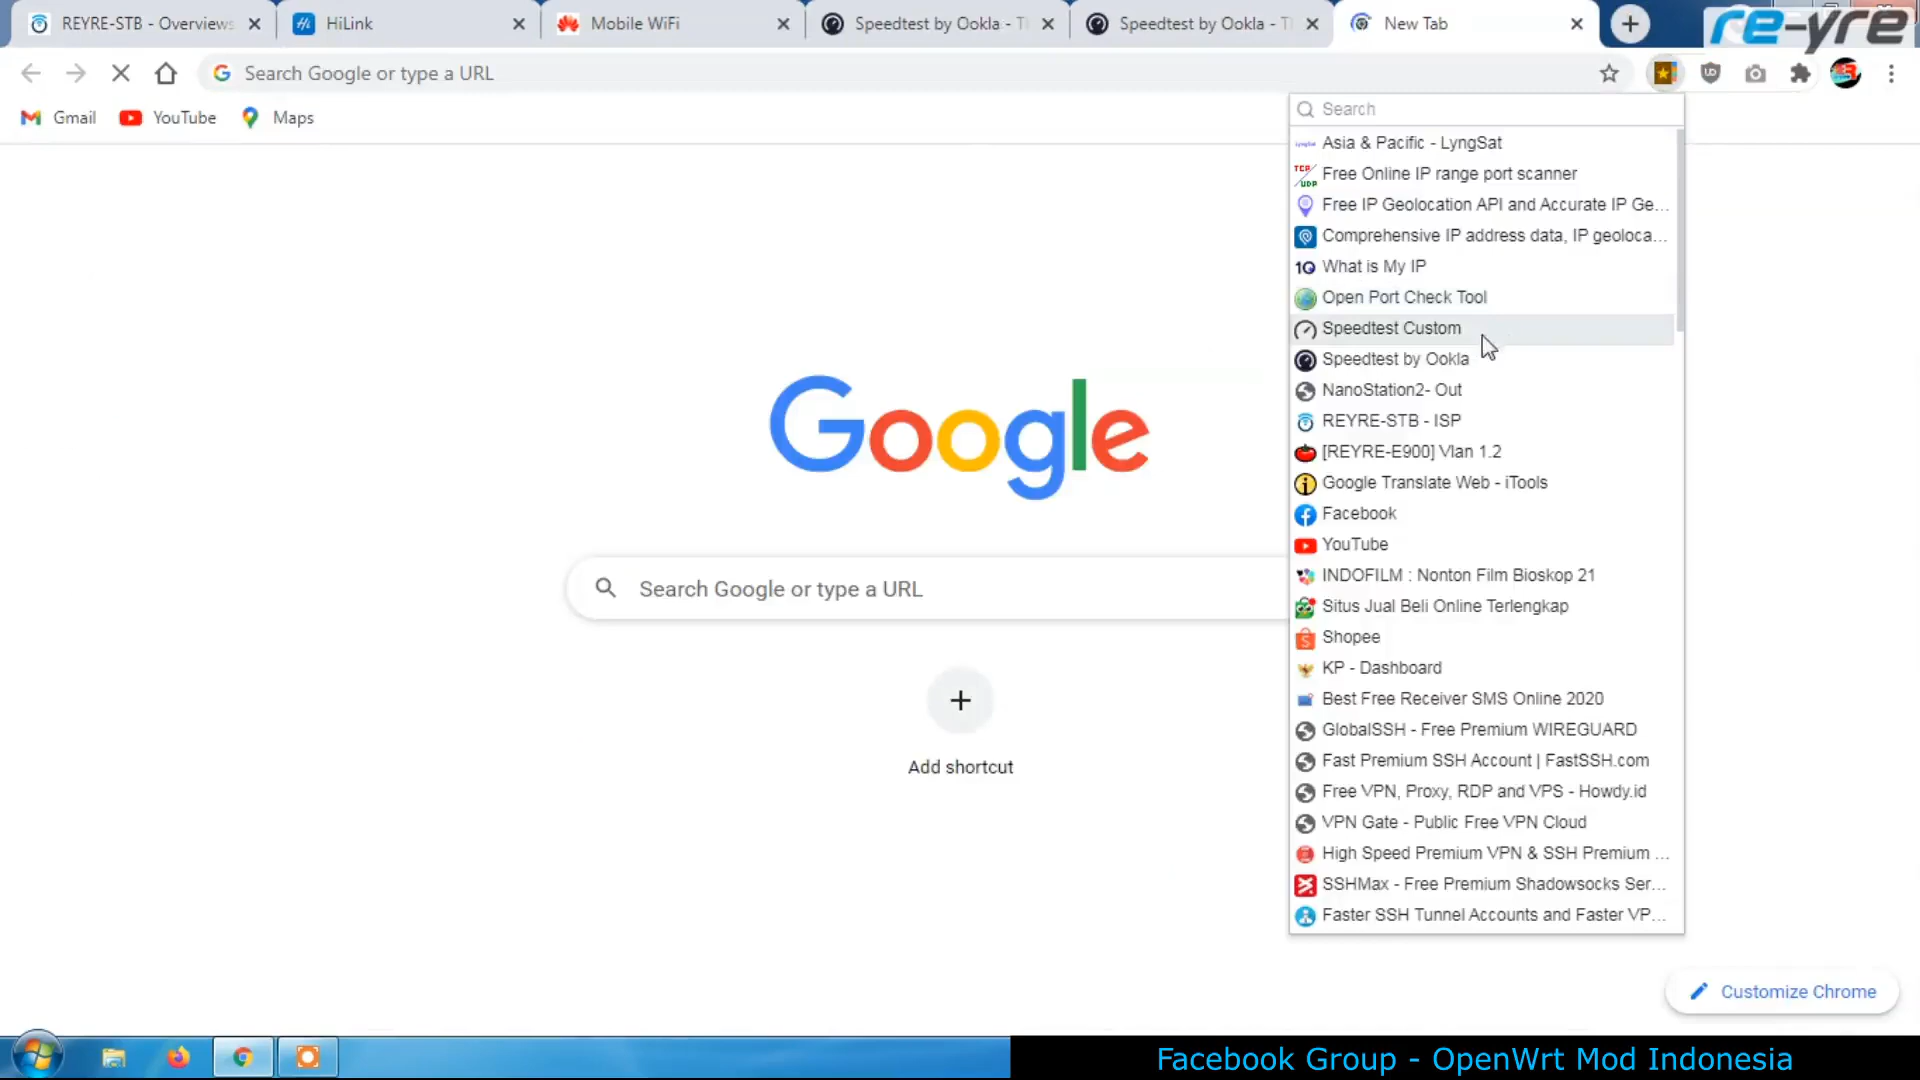 REYRE-STB - Overviews
HiLink
Mobile WiFi
Speedtest by Ookla - T
Speedtest by Ookla - T
New Tab
re-yre
Search Google or type a URL
Gmail
YouTube
Maps
Search
Asia & Pacific - LyngSat
Free Online IP range port scanner
Free IP Geolocation API and Accurate IP Ge...
Comprehensive IP address data, IP geoloca...
What is My IP
Open Port Check Tool
Speedtest Custom
Speedtest by Ookla
NanoStation2- Out
REYRE-STB - ISP
[REYRE-E900] Vlan 1.2
Google Translate Web - iTools
Facebook
YouTube
INDOFILM : Nonton Film Bioskop 21
Situs Jual Beli Online Terlengkap
Shopee
KP - Dashboard
Best Free Receiver SMS Online 2020
GlobalSSH - Free Premium WIREGUARD
Fast Premium SSH Account | FastSSH.com
Free VPN, Proxy, RDP and VPS - Howdy.id
VPN Gate - Public Free VPN Cloud
High Speed Premium VPN & SSH Premium ...
SSHMax - Free Premium Shadowsocks Ser...
Faster SSH Tunnel Accounts and Faster VP...
Google
Search Google or type a URL
Add shortcut
Customize Chrome
Facebook Group - OpenWrt Mod Indonesia